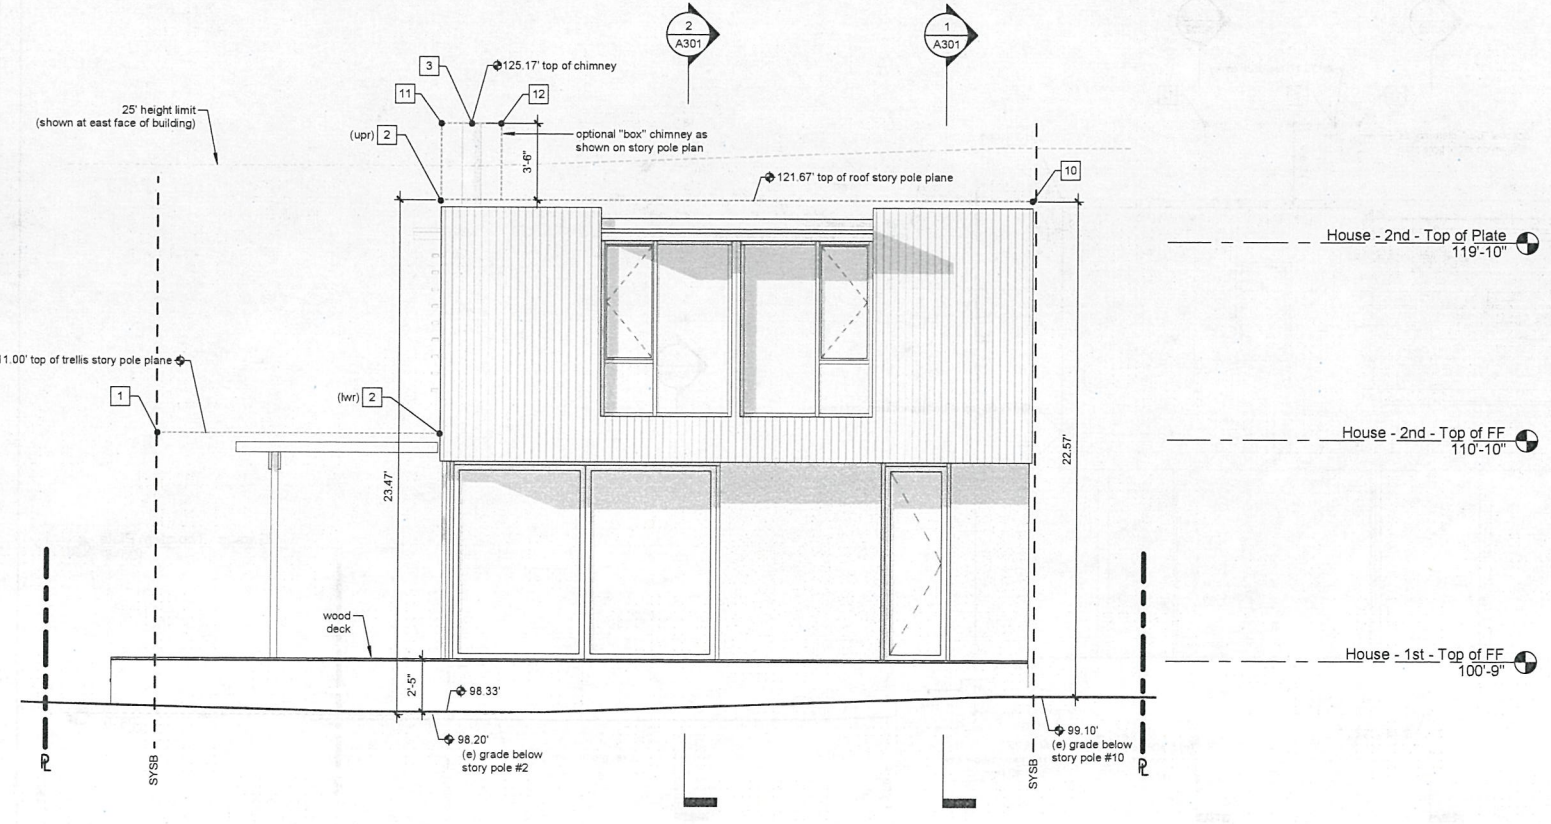 2
A301
1
A301
3
125.17' top of chimney
11
12
25' height limit
(shown at east face of building)
(upr) 2
optional "box" chimney as
shown on story pole plan
3'-6"
10
121.67' top of roof story pole plane
House - 2nd - Top of Plate
119'-10"
1.00' top of trellis story pole plane
1
(lwr) 2
House - 2nd - Top of FF
110'-10"
23.47'
22.57'
wood
deck
House - 1st - Top of FF
100'-9"
2'-5"
98.33'
98.20'
(e) grade below
story pole #2
99.10'
(e) grade below
story pole #10
PL
SYSB
SYSB
PL